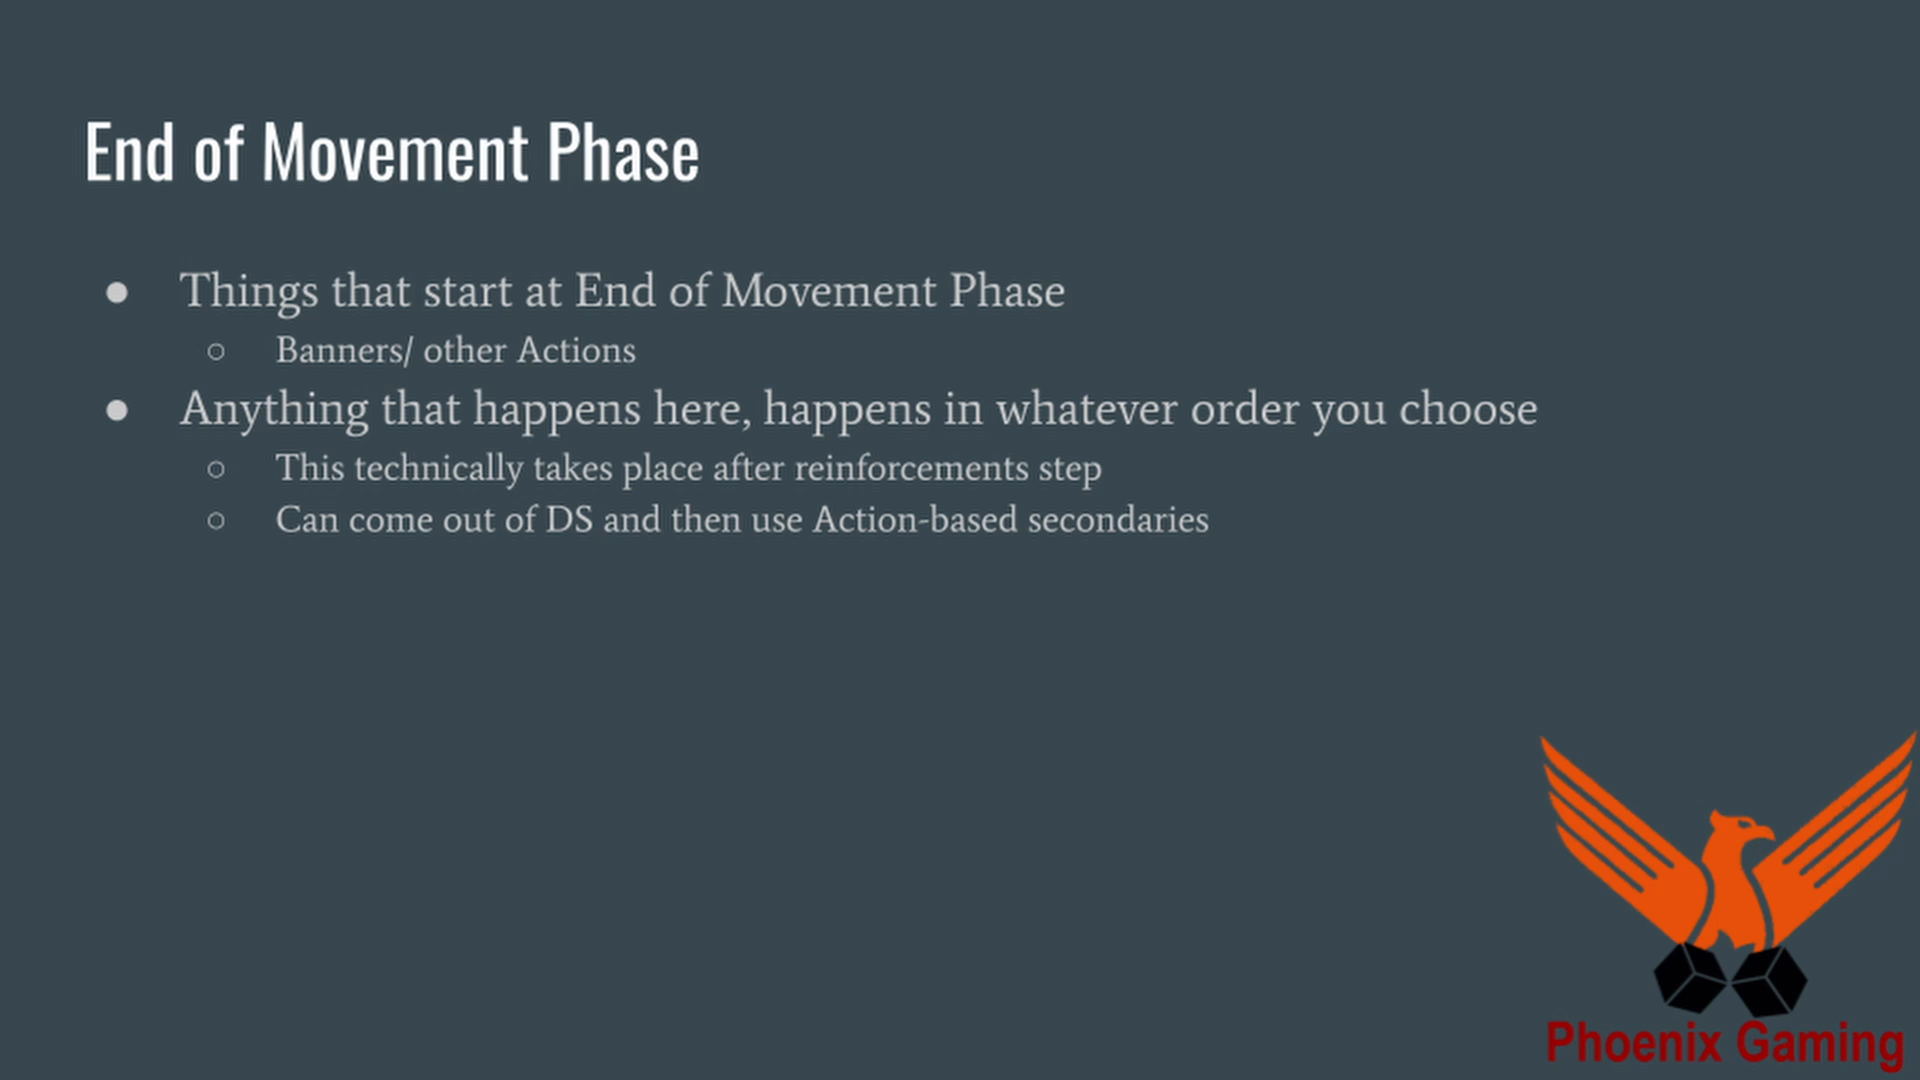 End of Movement Phase
● Things that start at End of Movement Phase
○ Banners/ other Actions
● Anything that happens here, happens in whatever order you choose
○ This technically takes place after reinforcements step
○ Can come out of DS and then use Action-based secondaries
Phoenix Gaming